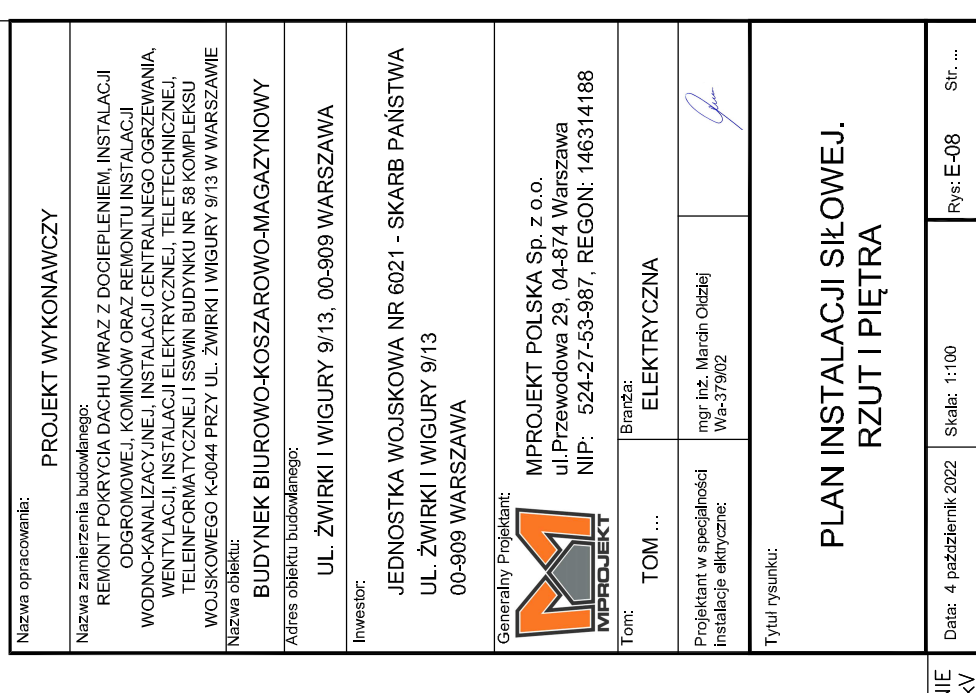 Nazwa opracowania:
PROJEKT WYKONAWCZY
Nazwa zamierzenia budowlanego:
REMONT POKRYCIA DACHU WRAZ Z DOCIEPLENIEM, INSTALACJI
ODGROMOWEJ, KOMINÓW ORAZ REMONTU INSTALACJI
WODNO-KANALIZACYJNEJ, INSTALACJI CENTRALNEGO OGRZEWANIA,
WENTYLACJI, INSTALACJI ELEKTRYCZNEJ, TELETECHNICZNEJ,
TELEINFORMATYCZNEJ I SSWIN BUDYNKU NR 58 KOMPLEKSU
WOJSKOWEGO K-0044 PRZY UL. ŻWIRKI I WIGURY 9/13 W WARSZAWIE
Nazwa obiektu:
BUDYNEK BIUROWO-KOSZAROWO-MAGAZYNOWY
Adres obiektu budowlanego:
UL. ŻWIRKI I WIGURY 9/13, 00-909 WARSZAWA
Inwestor:
JEDNOSTKA WOJSKOWA NR 6021 - SKARB PAŃSTWA
UL. ŻWIRKI I WIGURY 9/13
00-909 WARSZAWA
Generalny Projektant:
MPROJEKT
MPROJEKT POLSKA Sp. z o.o.
ul.Przewodowa 29, 04-874 Warszawa
NIP: 524-27-53-987, REGON: 146314188
Tom:
TOM ...
Branża:
ELEKTRYCZNA
Projektant w specjalności
instalacje elktryczne:
mgr inż. Marcin Ołdziej
Wa-379/02
Tytuł rysunku:
PLAN INSTALACJI SIŁOWEJ.
RZUT I PIĘTRA
Data: 4 październik 2022
Skala: 1:100
Rys: E-08
Str. ...
NIE